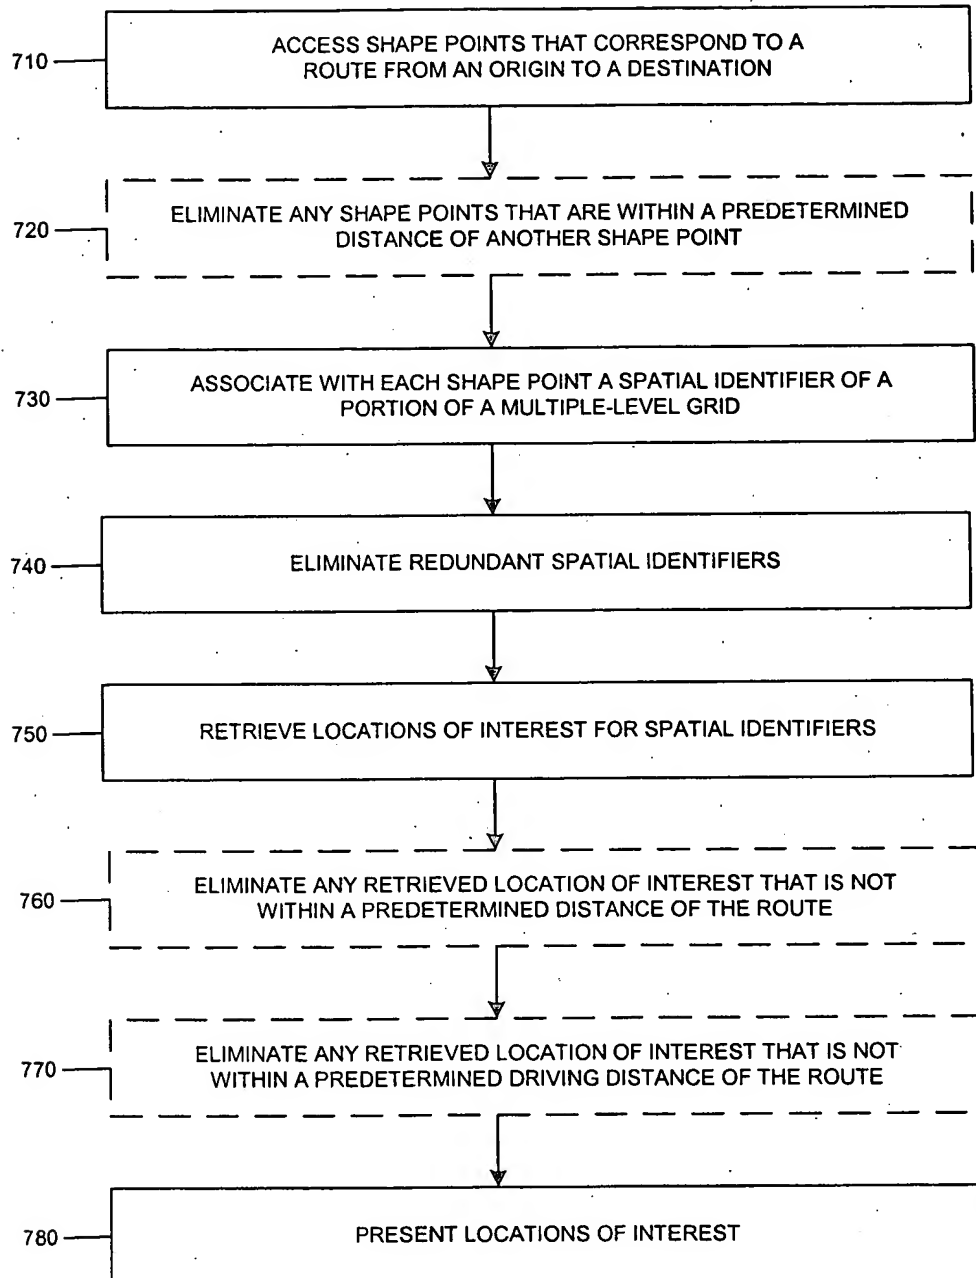 710
ACCESS SHAPE POINTS THAT CORRESPOND TO A
ROUTE FROM AN ORIGIN TO A DESTINATION
720
ELIMINATE ANY SHAPE POINTS THAT ARE WITHIN A PREDETERMINED
DISTANCE OF ANOTHER SHAPE POINT
730
ASSOCIATE WITH EACH SHAPE POINT A SPATIAL IDENTIFIER OF A
PORTION OF A MULTIPLE-LEVEL GRID
740
ELIMINATE REDUNDANT SPATIAL IDENTIFIERS
750
RETRIEVE LOCATIONS OF INTEREST FOR SPATIAL IDENTIFIERS
760
ELIMINATE ANY RETRIEVED LOCATION OF INTEREST THAT IS NOT
WITHIN A PREDETERMINED DISTANCE OF THE ROUTE
770
ELIMINATE ANY RETRIEVED LOCATION OF INTEREST THAT IS NOT
WITHIN A PREDETERMINED DRIVING DISTANCE OF THE ROUTE
780
PRESENT LOCATIONS OF INTEREST